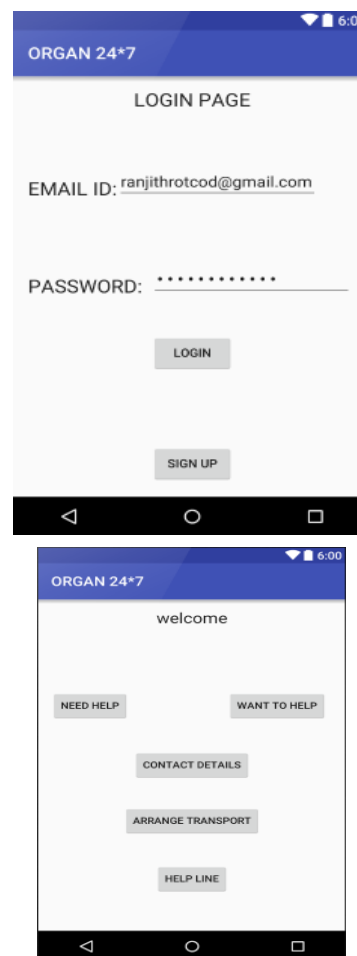 6:0
ORGAN 24*7
LOGIN PAGE
EMAIL ID: ranjithrotcod@gmail.com
PASSWORD: ••••••••••••
LOGIN
SIGN UP
6:00
ORGAN 24*7
welcome
NEED HELP WANT TO HELP
CONTACT DETAILS
ARRANGE TRANSPORT
HELP LINE